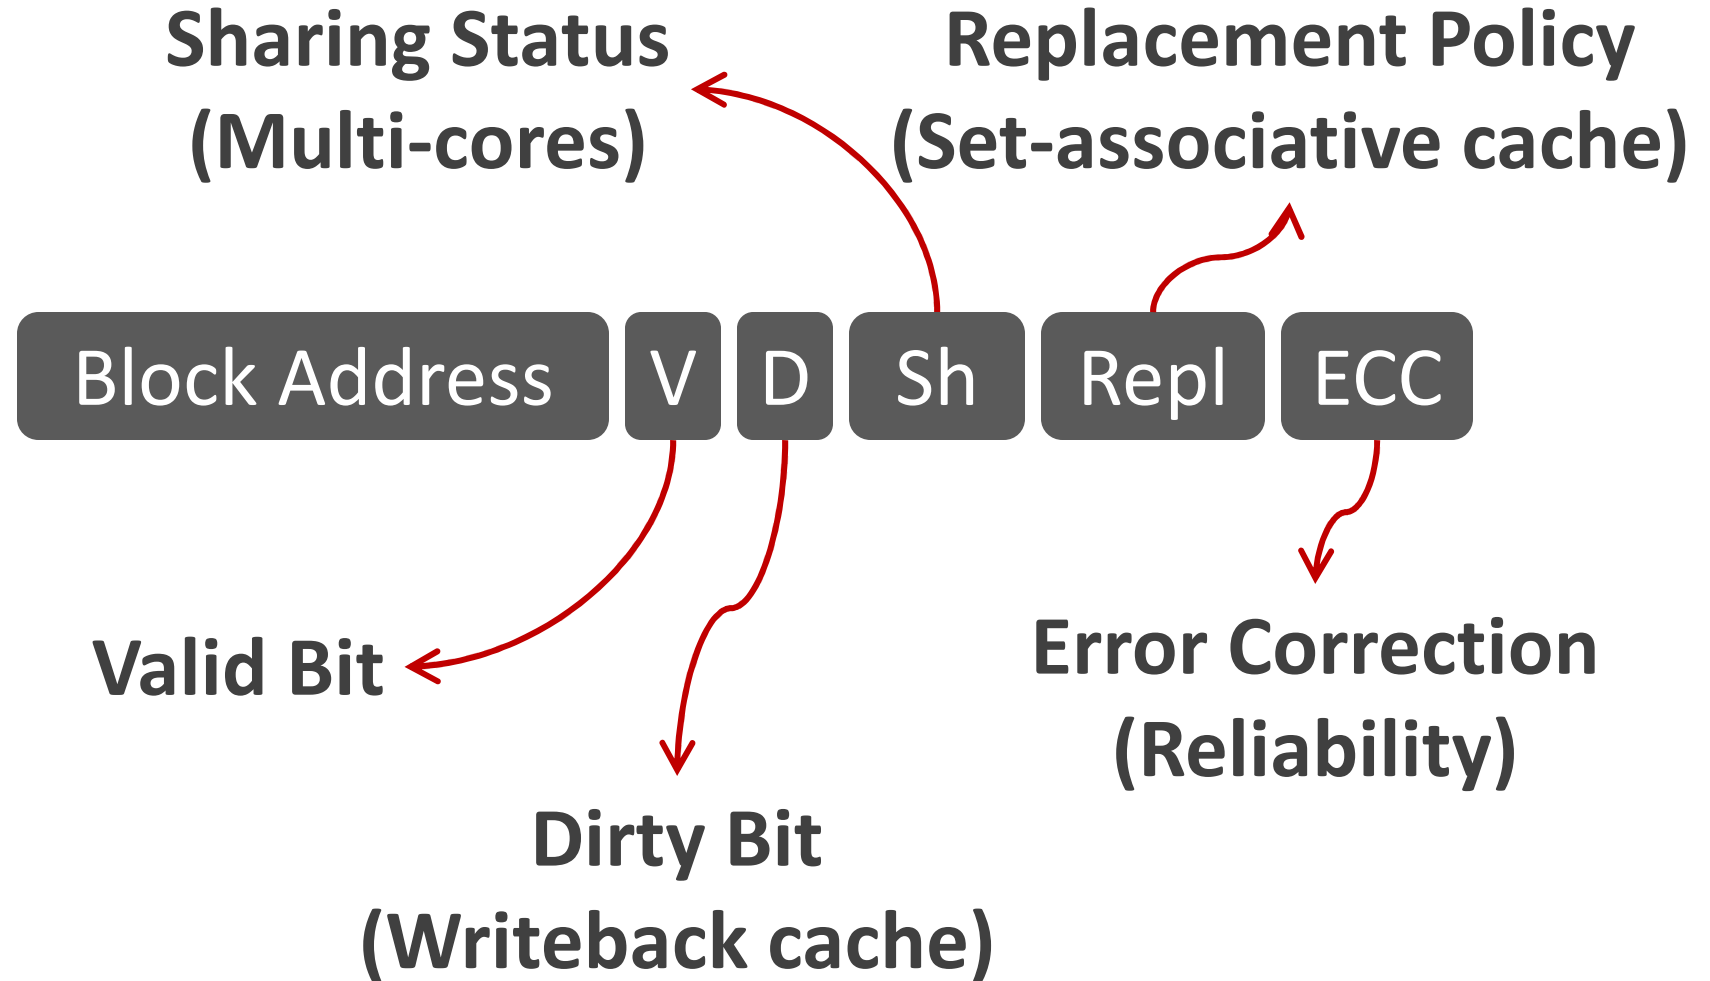 Sharing Status
(Multi-cores)
Replacement Policy
(Set-associative cache)
Block Address V D Sh Repl ECC
Valid Bit
Dirty Bit
(Writeback cache)
Error Correction
(Reliability)